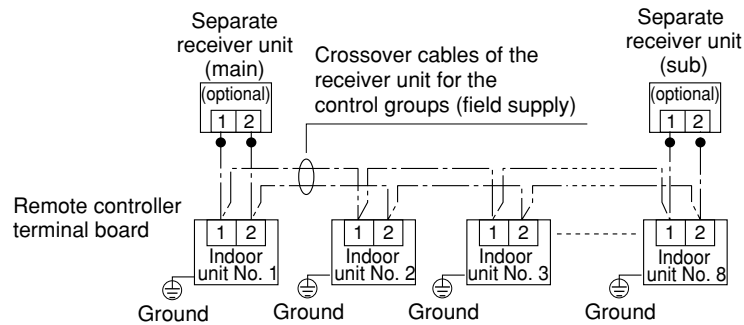 Separate
receiver unit
(main)
(optional)
1 2
Crossover cables of the
receiver unit for the
control groups (field supply)
Separate
receiver unit
(sub)
(optional)
1 2
Remote controller
terminal board
1 2
Indoor
unit No. 1
1 2
Indoor
unit No. 2
1 2
Indoor
unit No. 3
1 2
Indoor
unit No. 8
Ground
Ground
Ground
Ground